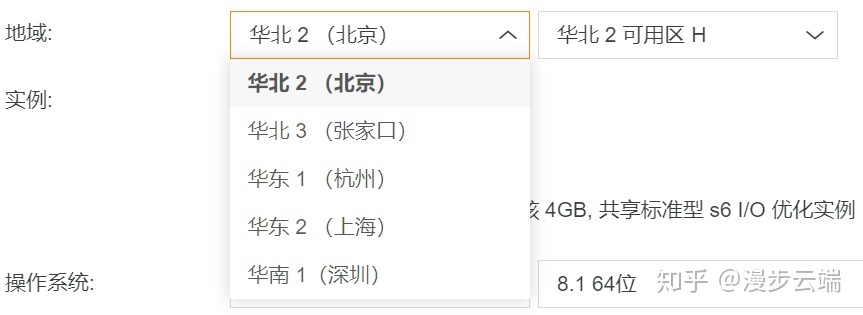 地域:
华北 2 （北京）
华北 2 可用区 H
华北 2 （北京）
实例:
华北 3 （张家口）
华东 1 （杭州）
华东 2 （上海）
4GB, 共享标准型 s6 I/O 优化实例
华南 1（深圳）
操作系统:
8.1 64位
知乎 @漫步云端